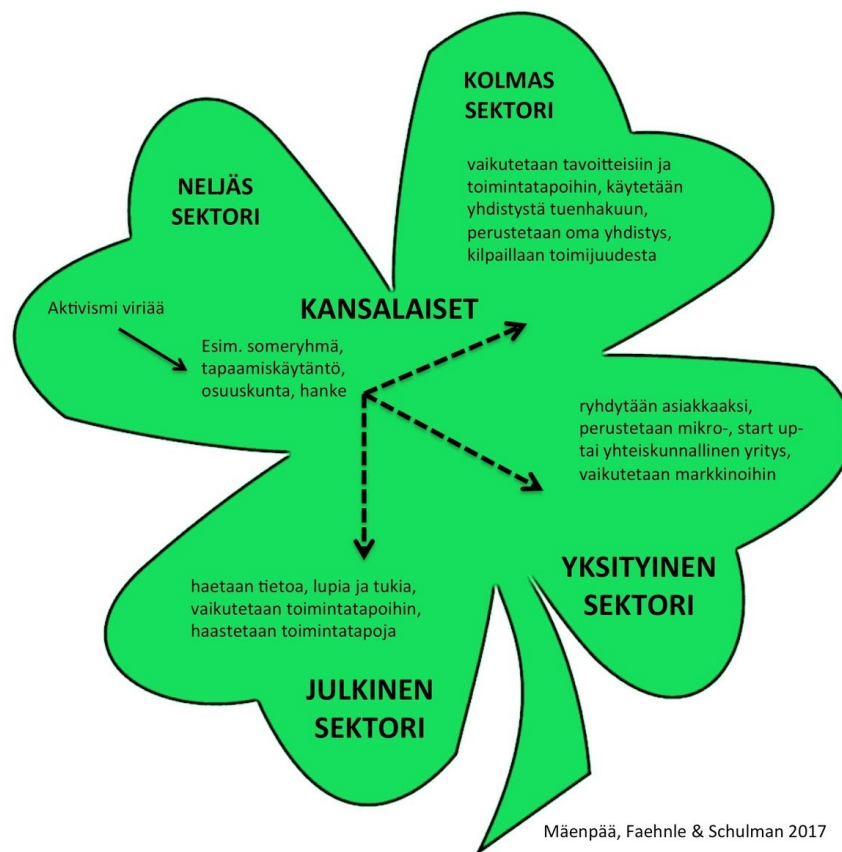 KOLMAS
SEKTORI
vaikutetaan tavoitteisiin ja
toimintatapoihin, käytetään
yhdistystä tuenhakuun,
perustetaan oma yhdistys,
kilpaillaan toimijuudesta
NELJÄS
SEKTORI
Aktivismi viriää
KANSALAISET
Esim. someryhmä,
tapaamiskäytäntö,
osuuskunta, hanke
ryhdytään asiakkaaksi,
perustetaan mikro-, start up-
tai yhteiskunnallinen yritys,
vaikutetaan markkinoihin
YKSITYINEN
SEKTORI
haetaan tietoa, lupia ja tukia,
vaikutetaan toimintatapoihin,
haastetaan toimintatapoja
JULKINEN
SEKTORI
Mäenpää, Faehnle & Schulman 2017